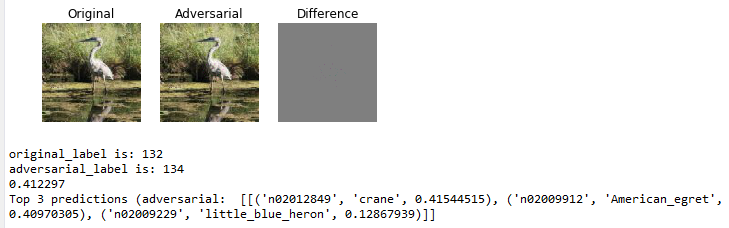 Original Adversarial Difference
original_label is: 132
adversarial_label is: 134
0.412297
Top 3 predictions (adversarial:  [[('n02012849', 'crane', 0.41544515), ('n02009912', 'American_egret',
0.40970305), ('n02009229', 'little_blue_heron', 0.12867939)]]